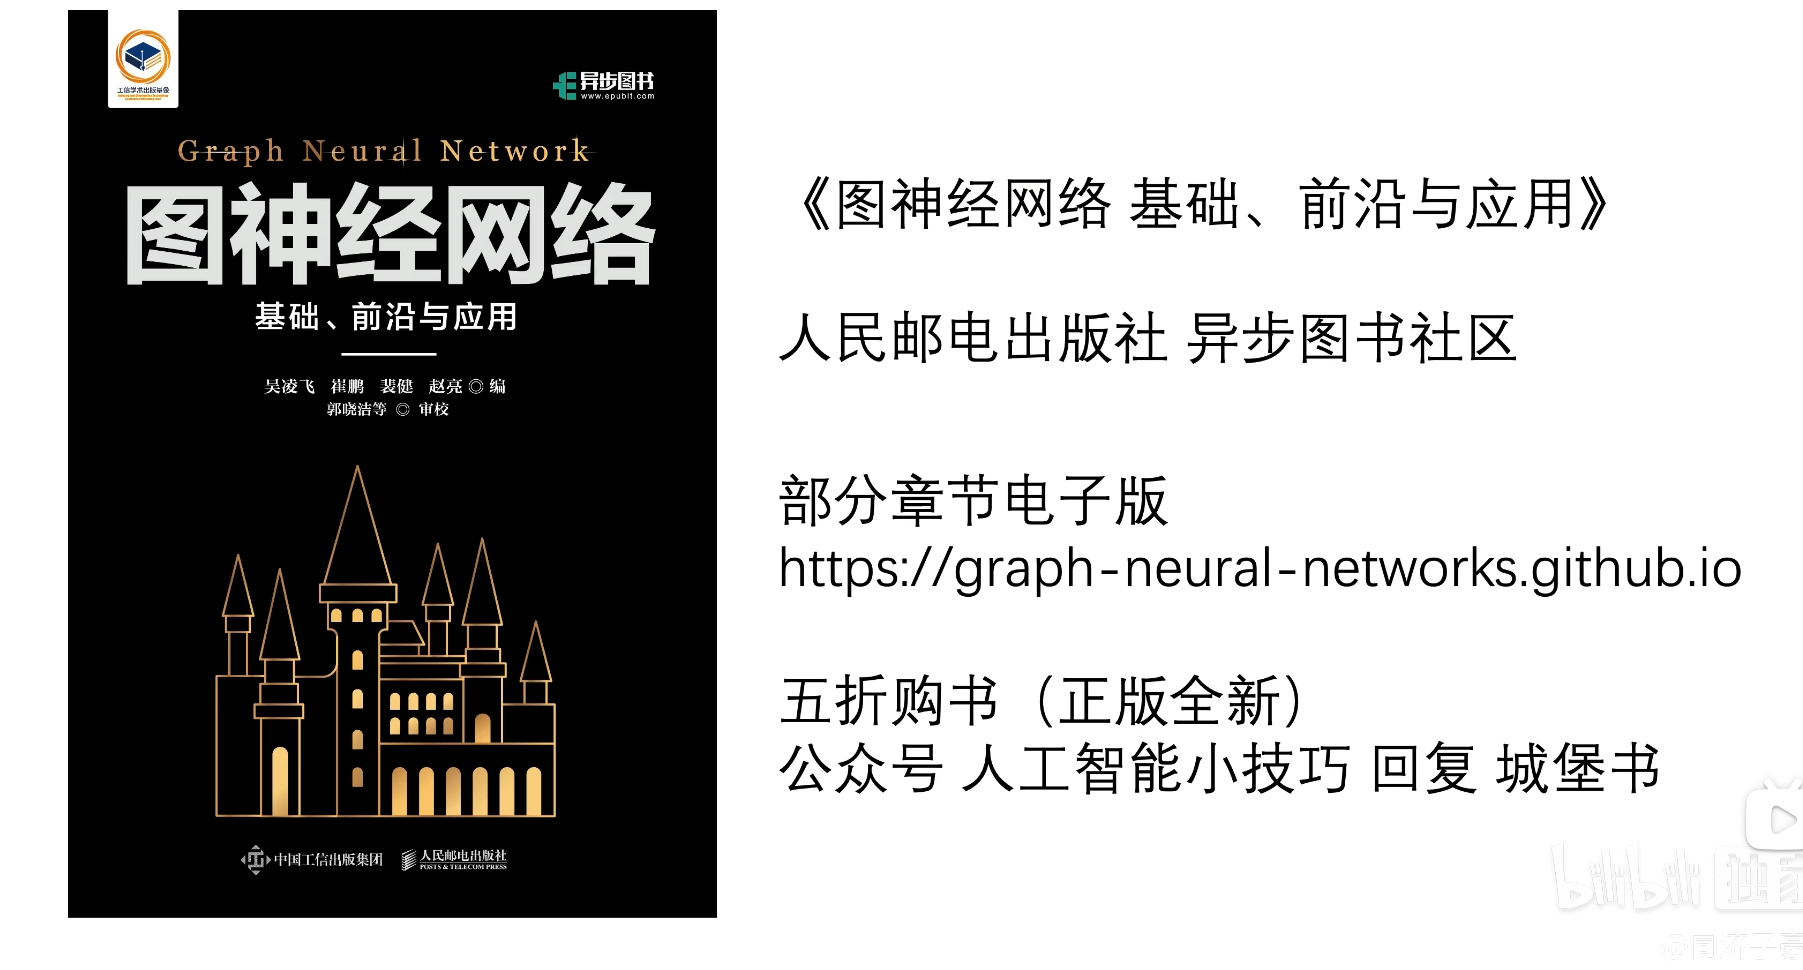 工信学术出版基金
异步图书
www.epubit.com
Graph Neural Network
图神经网络
基础、前沿与应用
吴凌飞 崔鹏 裴健 赵亮 ◎ 编
郭晓洁等 ◎ 审校
中国工信出版集团 人民邮电出版社
POSTS & TELECOM PRESS
《图神经网络 基础、前沿与应用》
人民邮电出版社 异步图书社区
部分章节电子版
https://graph-neural-networks.github.io
五折购书（正版全新）
公众号 人工智能小技巧 回复 城堡书
bilibili 独家